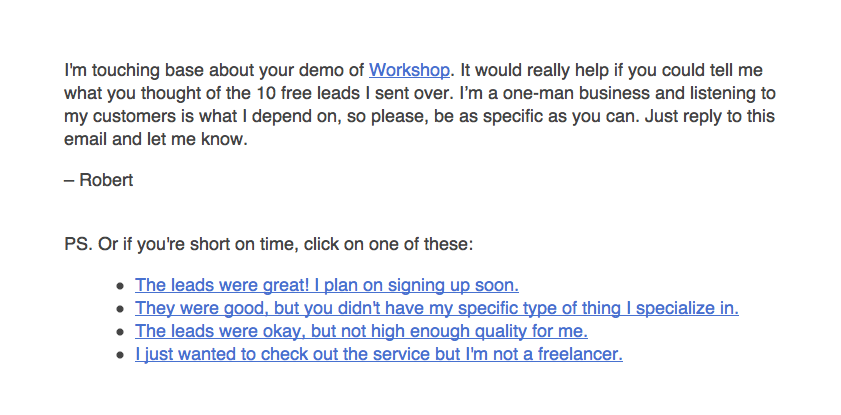 I'm touching base about your demo of Workshop. It would really help if you could tell me
what you thought of the 10 free leads I sent over. I'm a one-man business and listening to
my customers is what I depend on, so please, be as specific as you can. Just reply to this
email and let me know.
– Robert
PS. Or if you're short on time, click on one of these:
• The leads were great! I plan on signing up soon.
• They were good, but you didn't have my specific type of thing I specialize in.
• The leads were okay, but not high enough quality for me.
• I just wanted to check out the service but I'm not a freelancer.